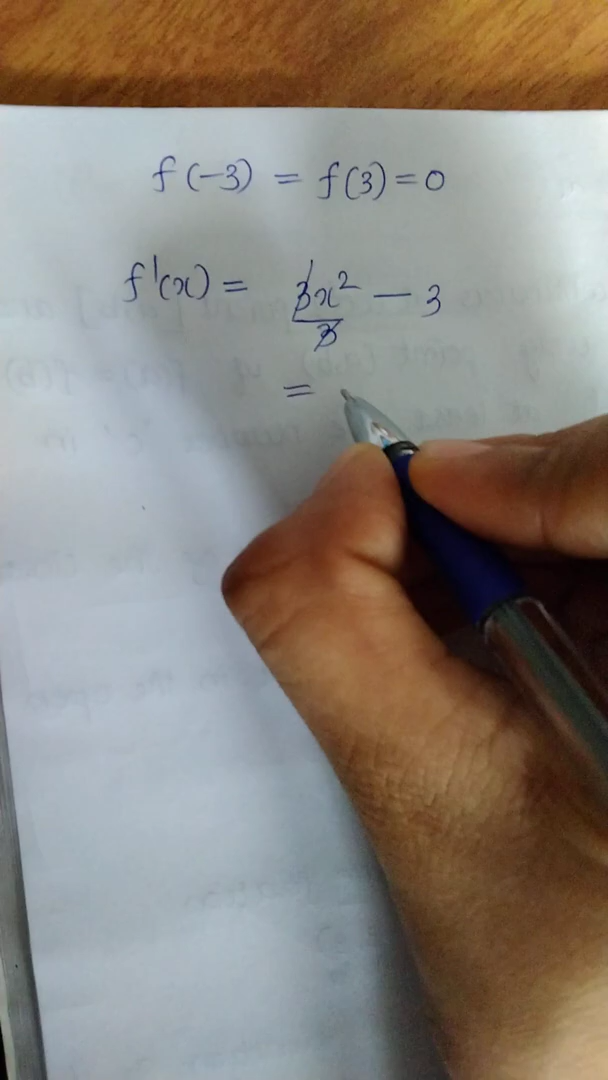 f(-3) = f(3) = 0
f'(x) = 3x²/3 - 3
=